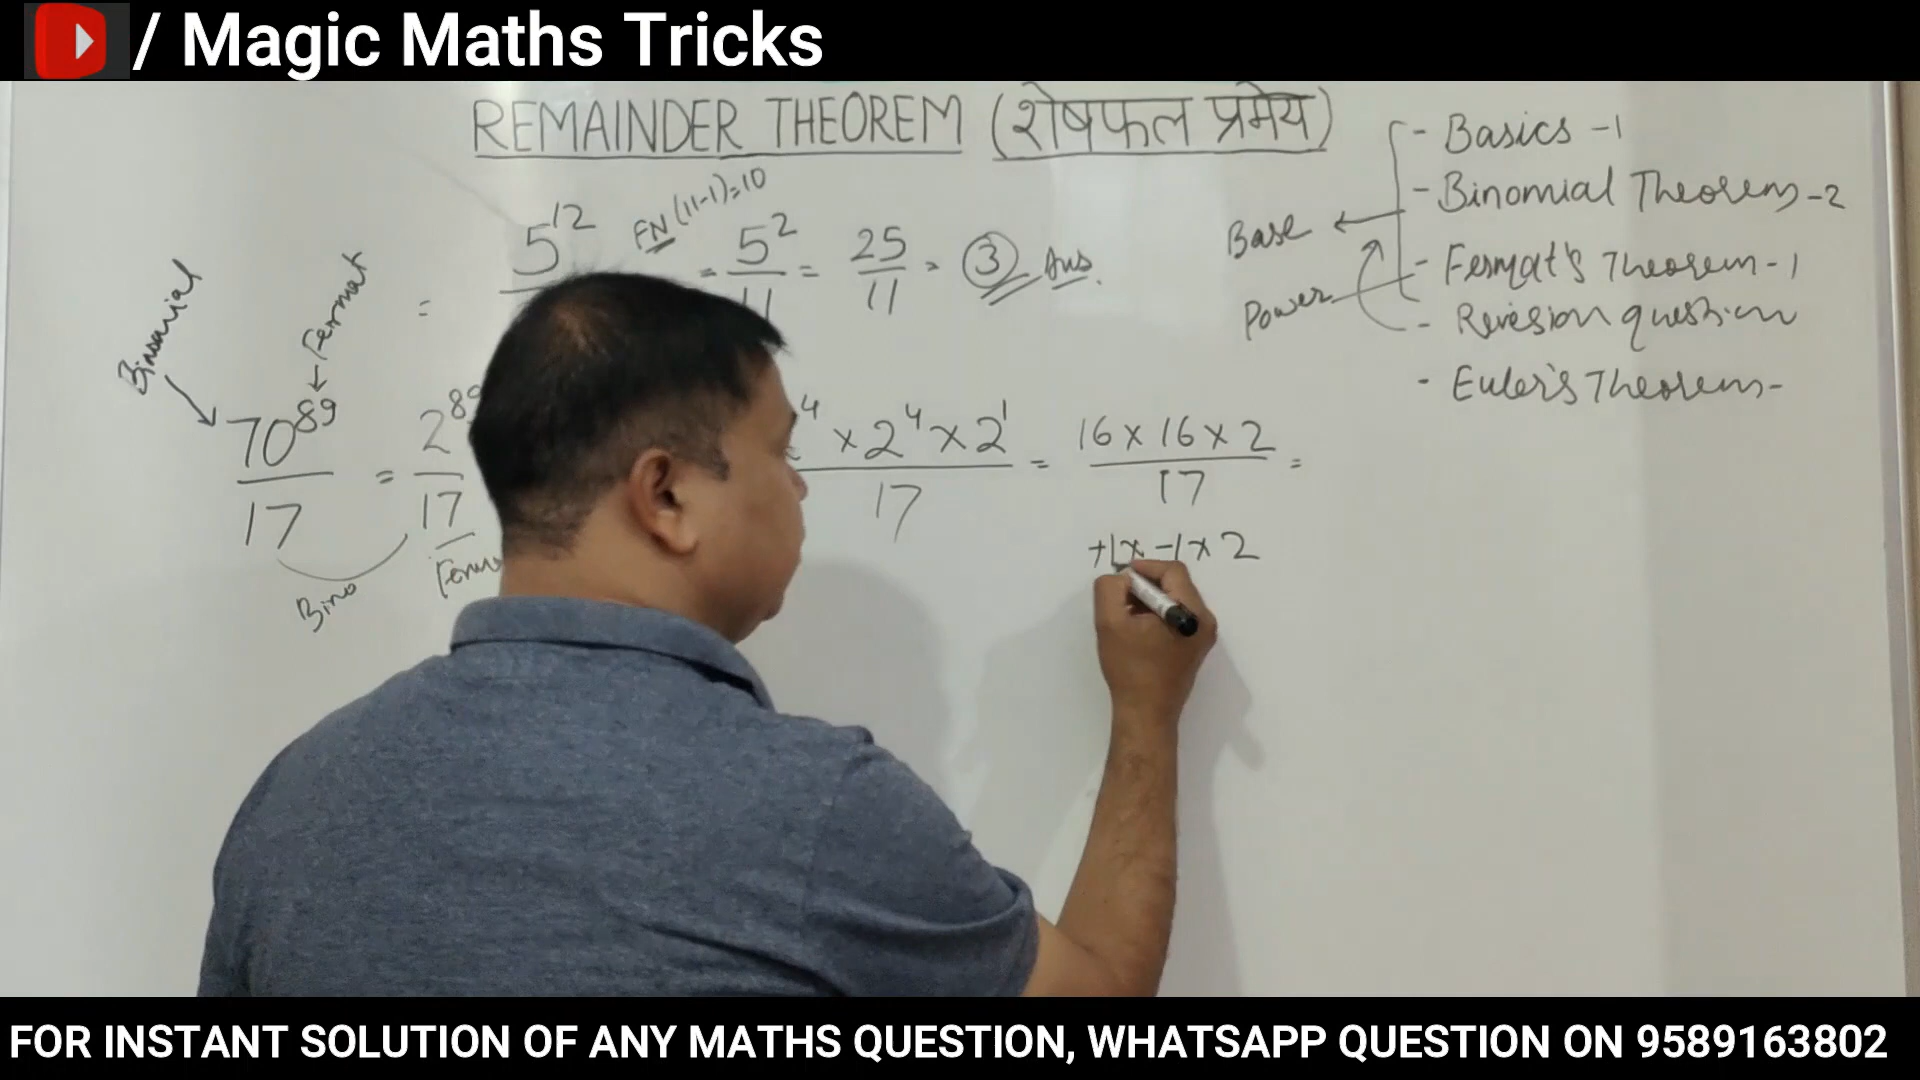 / Magic Maths Tricks
REMAINDER THEOREM (शेषफल प्रमेय)
- Basics -1
- Binomial Theorem -2
- Fermat's Theorem -1
- Revision question
- Euler's Theorem -
Base
Power
= 5^12 FN (11-1)=10 = 5^2/11 = 25/11 = 3 Ans.
Binomial
Fermat
70^89/17 = 2^89/17
4 × 2^4 × 2^1 / 17 = 16 × 16 × 2 / 17 =
+1 × -1 × 2
Bino
FOR INSTANT SOLUTION OF ANY MATHS QUESTION, WHATSAPP QUESTION ON 9589163802